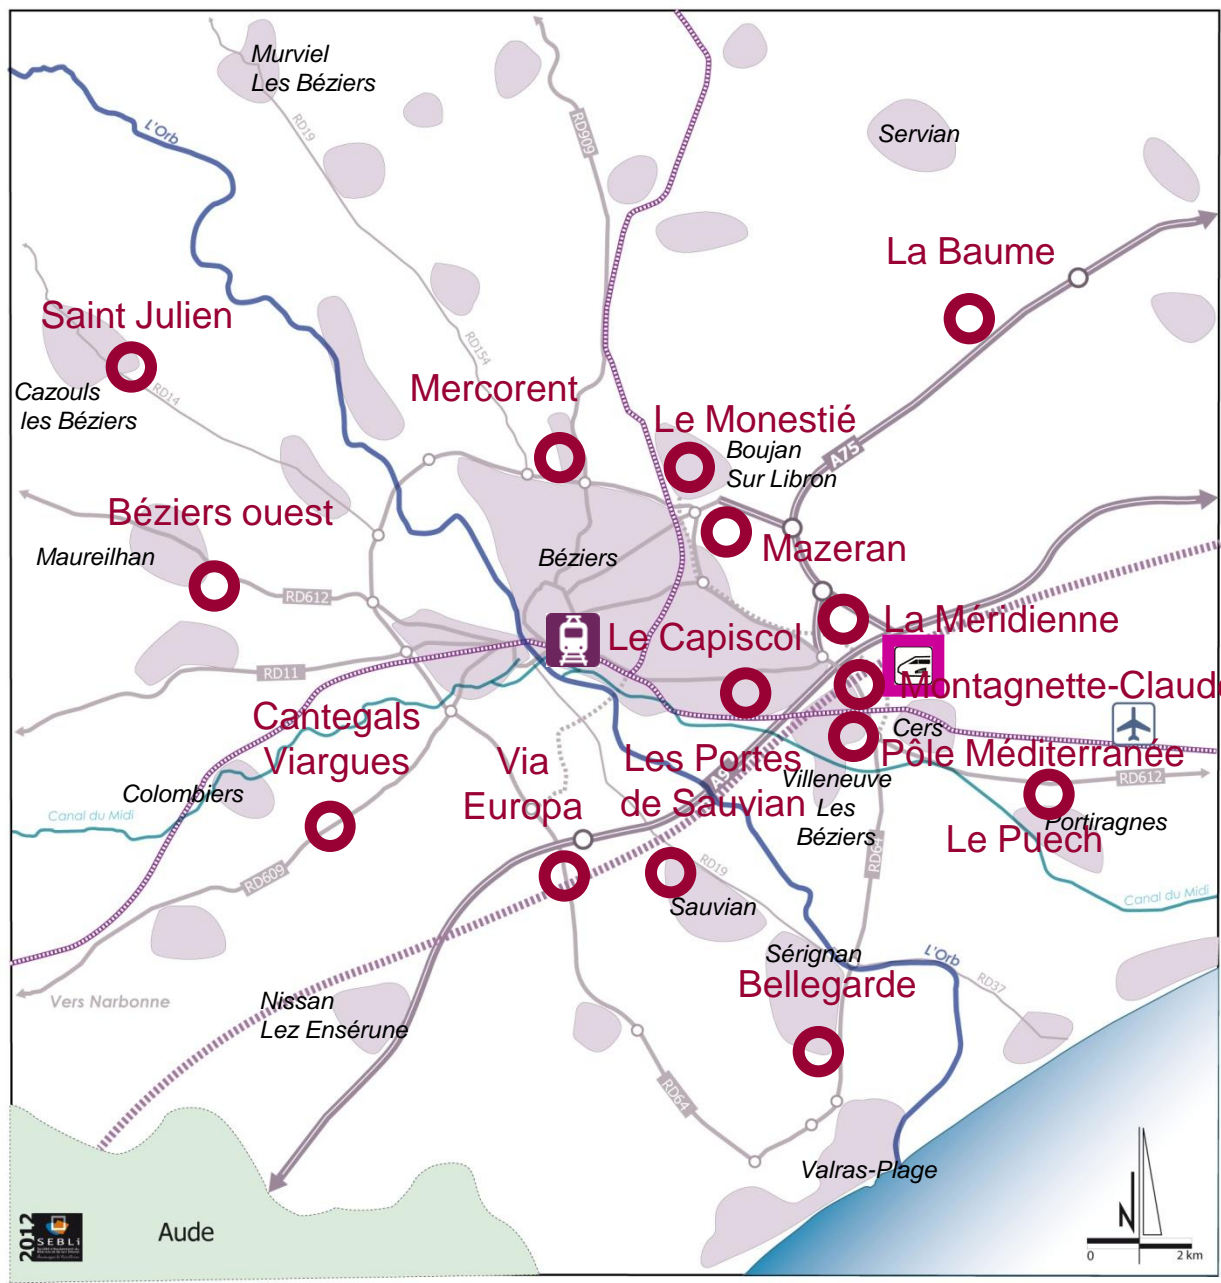 Murviel
Les Béziers
L'Orb
RD19
RD909
Servian
La Baume
Saint Julien
RD154
Cazouls
les Béziers
RD14
Mercorent
Le Monestié
Boujan
Sur Libron
A75
Béziers ouest
Maureilhan
Béziers
Mazeran
RD612
La Méridienne
Le Capiscol
RD11
Montagnette-Claude
Cantegals
Viargues
Cers
Via
Europa
Les Portes
de Sauvian
A9
Pôle Méditerranée
Villeneuve
Les
Béziers
RD612
Colombiers
Canal du Midi
Portiragnes
Le Puech
RD609
RD19
RD64
Sauvian
Canal du Midi
Sérignan
Bellegarde
L'Orb
RD37
Vers Narbonne
Nissan
Lez Ensérune
RD64
Valras-Plage
Aude
2012
SEBLi
N
0 2 km